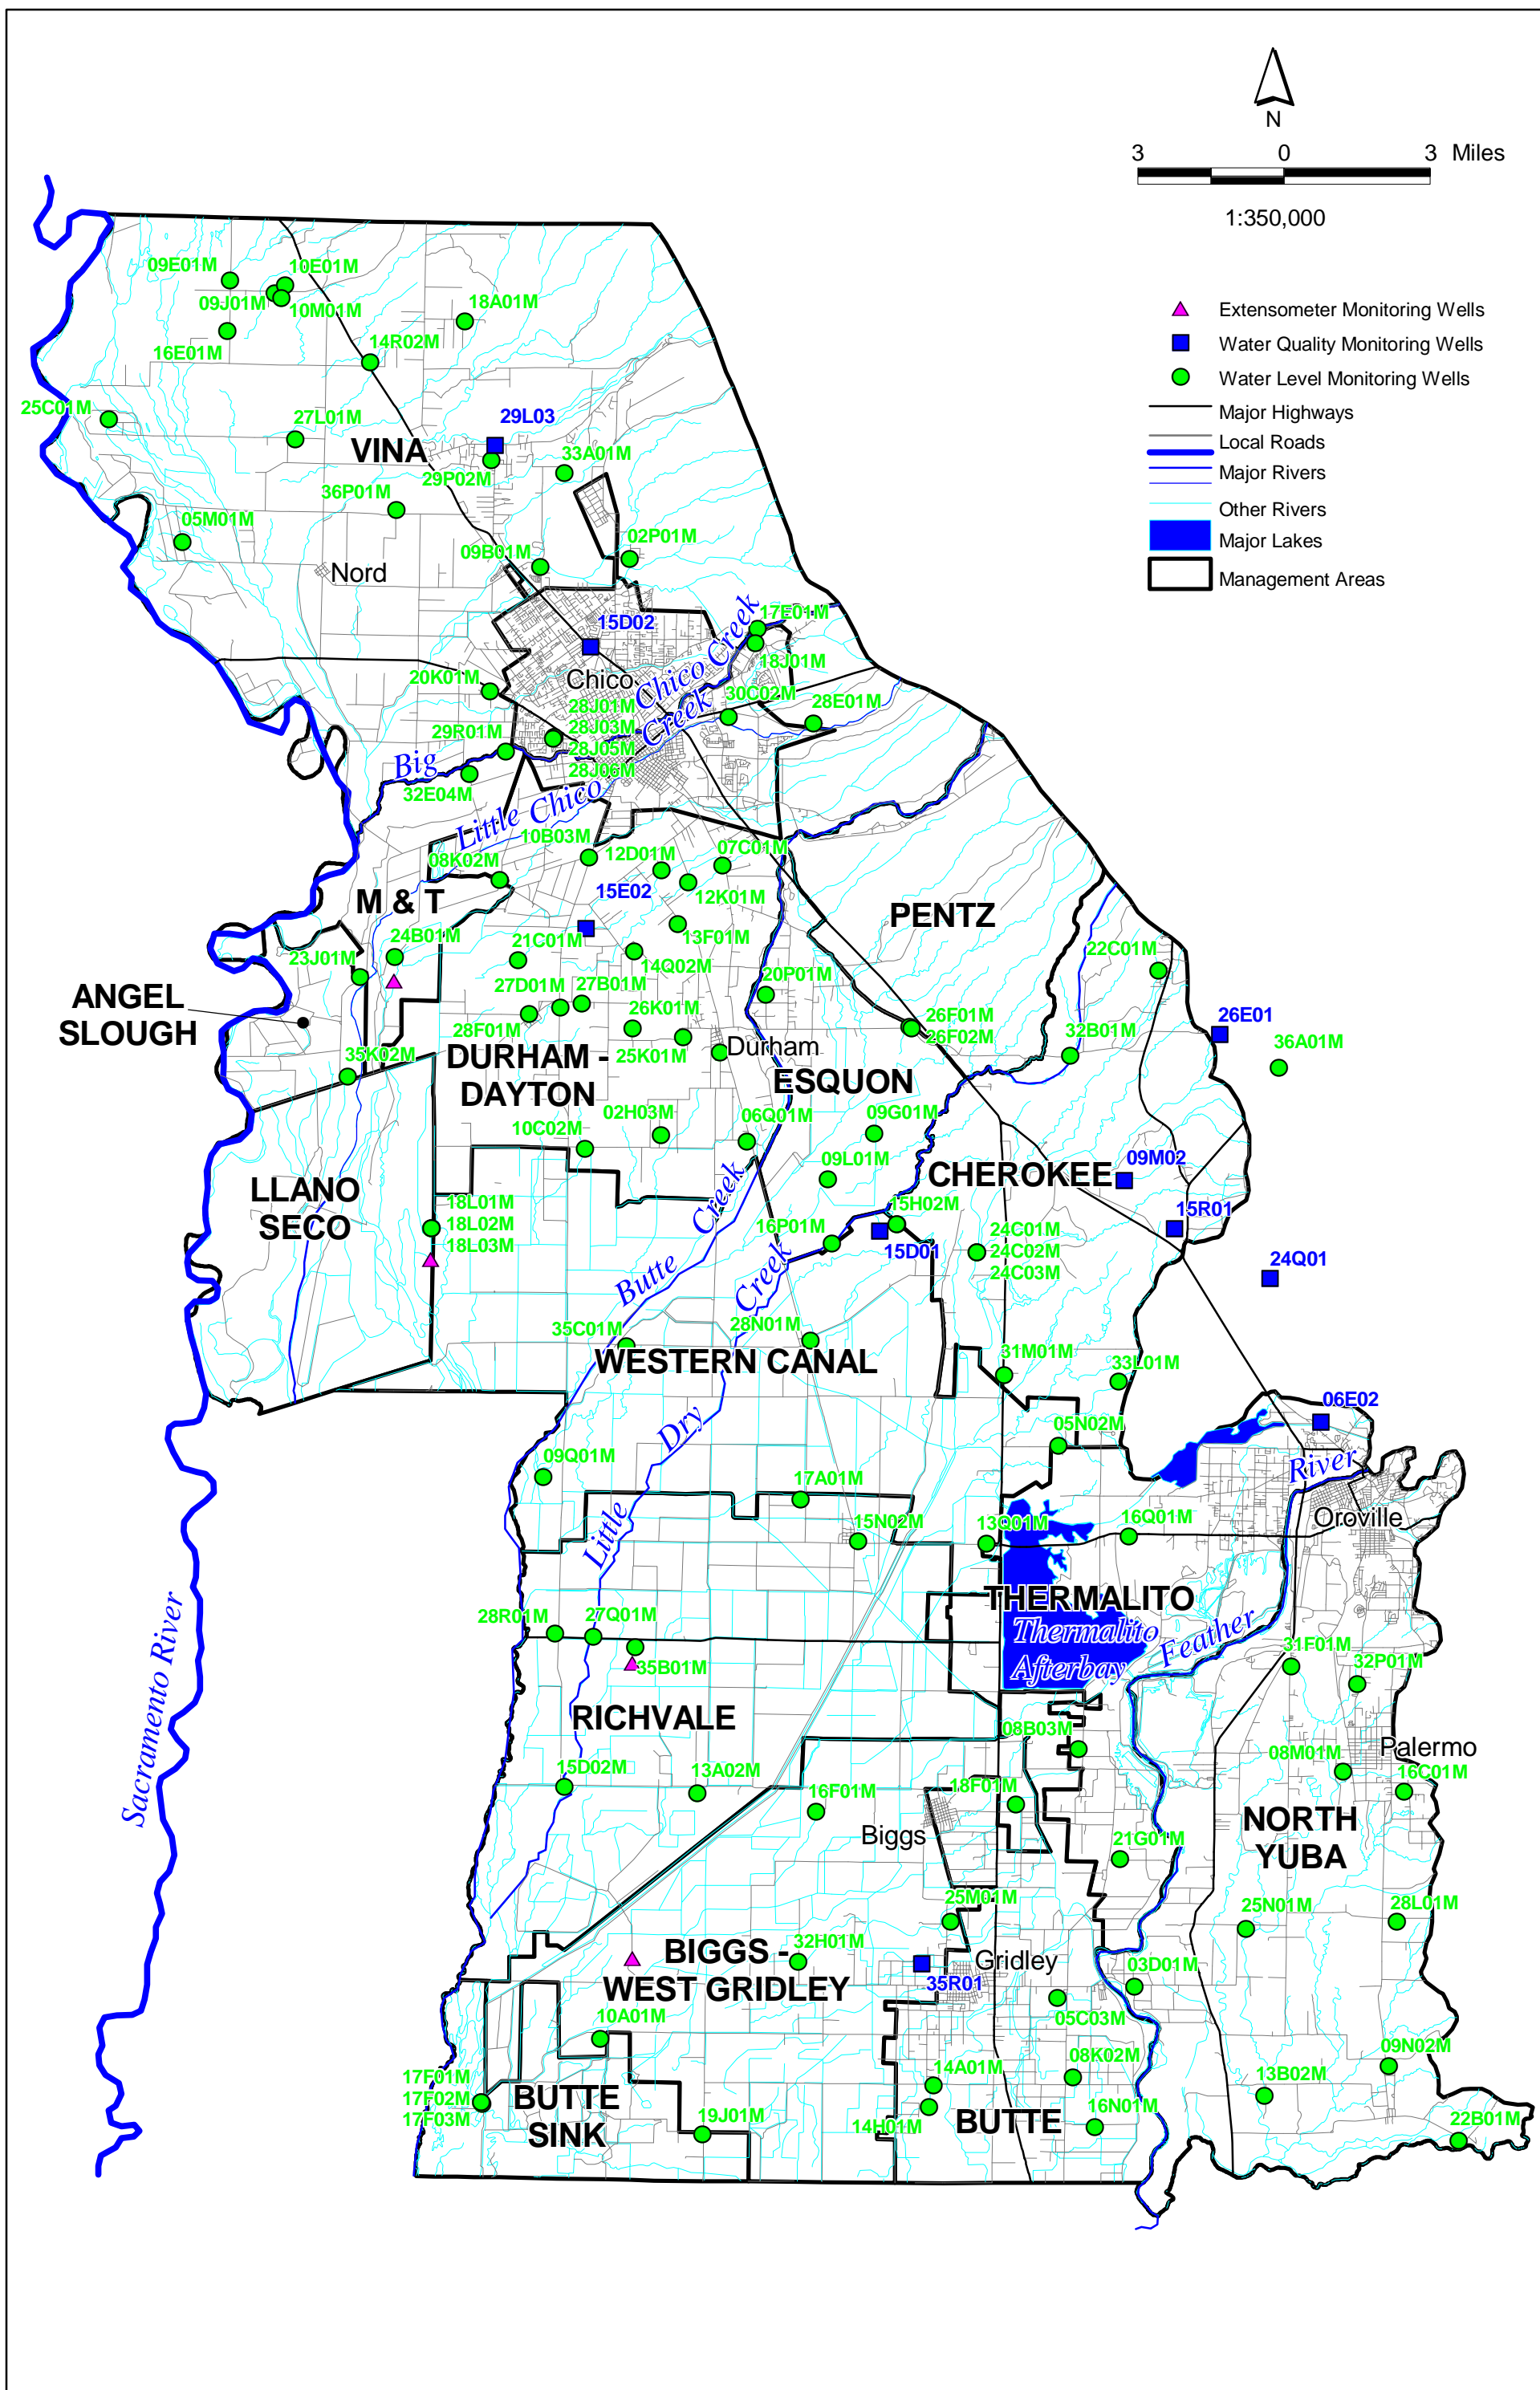 N
3 0 3 Miles
1:350,000
Extensometer Monitoring Wells
Water Quality Monitoring Wells
Water Level Monitoring Wells
Major Highways
Local Roads
Major Rivers
Other Rivers
Major Lakes
Management Areas
09E01M
10E01M
09J01M
10M01M
18A01M
16E01M
14R02M
25C01M
27L01M
29L03
VINA
29P02M
33A01M
36P01M
05M01M
09B01M
02P01M
Nord
17E01M
15D02
18J01M
Chico
Big
Chico Creek
20K01M
28J01M
28J03M
28J05M
28J06M
30C02M
28E01M
29R01M
32E04M
Little Chico
Creek
10B03M
12D01M
07C01M
08K02M
12K01M
15E02
M & T
PENTZ
13F01M
24B01M
21C01M
14Q02M
22C01M
23J01M
27D01M
27B01M
20P01M
ANGEL
SLOUGH
28F01M
26K01M
26F01M
26F02M
26E01
25K01M
Durham
32B01M
36A01M
35K02M
DURHAM -
DAYTON
ESQUON
02H03M
06Q01M
09G01M
10C02M
09L01M
CHEROKEE
09M02
LLANO
SECO
18L01M
18L02M
18L03M
15H02M
15R01
16P01M
15D01
24C01M
24C02M
24C03M
24Q01
Butte
Creek
35C01M
28N01M
WESTERN CANAL
31M01M
33L01M
06E02
Little
Dry
Creek
05N02M
09Q01M
17A01M
River
15N02M
13Q01M
16Q01M
Oroville
THERMALITO
Thermalito
Afterbay
Feather
28R01M
27Q01M
35B01M
31F01M
32P01M
Sacramento River
RICHVALE
08B03M
Palermo
08M01M
15D02M
13A02M
16F01M
18F01M
16C01M
Biggs
NORTH
YUBA
21G01M
25M01M
25N01M
28L01M
BIGGS -
WEST GRIDLEY
32H01M
Gridley
35R01
03D01M
05C03M
10A01M
14A01M
08K02M
09N02M
17F01M
17F02M
17F03M
BUTTE
SINK
13B02M
19J01M
14H01M
BUTTE
16N01M
22B01M